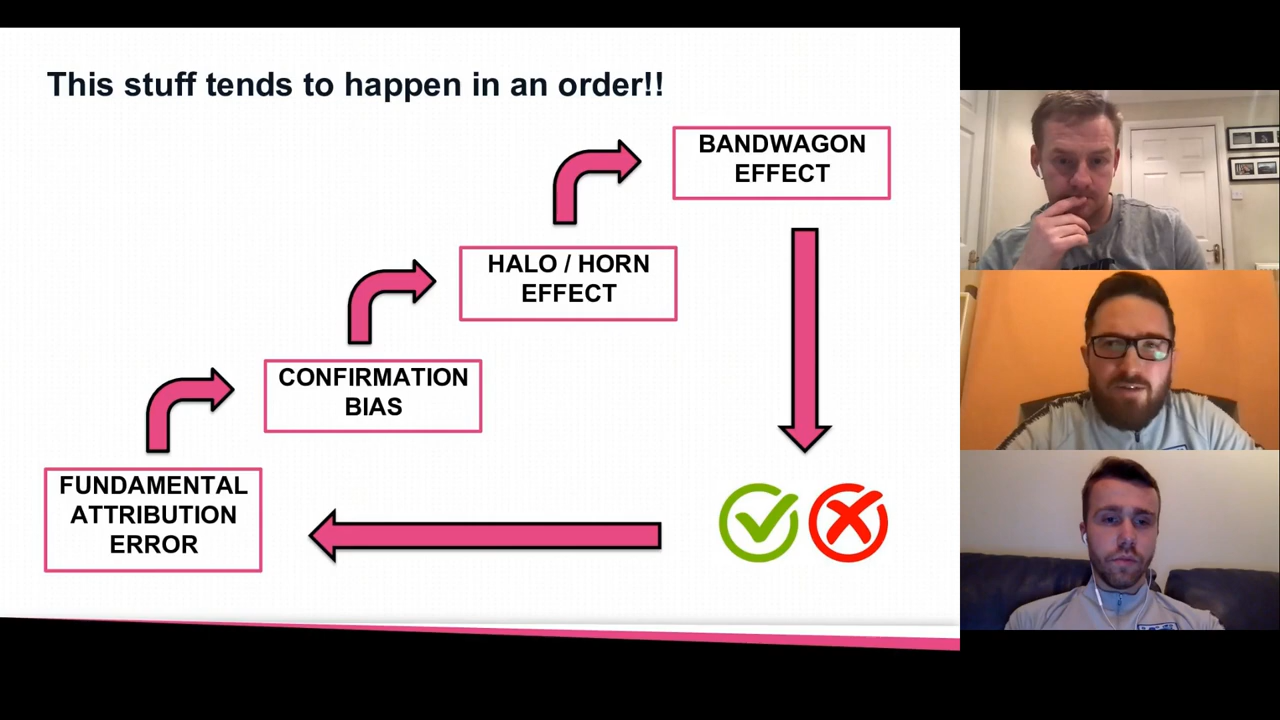 This stuff tends to happen in an order!!
BANDWAGON
EFFECT
HALO / HORN
EFFECT
CONFIRMATION
BIAS
FUNDAMENTAL
ATTRIBUTION
ERROR